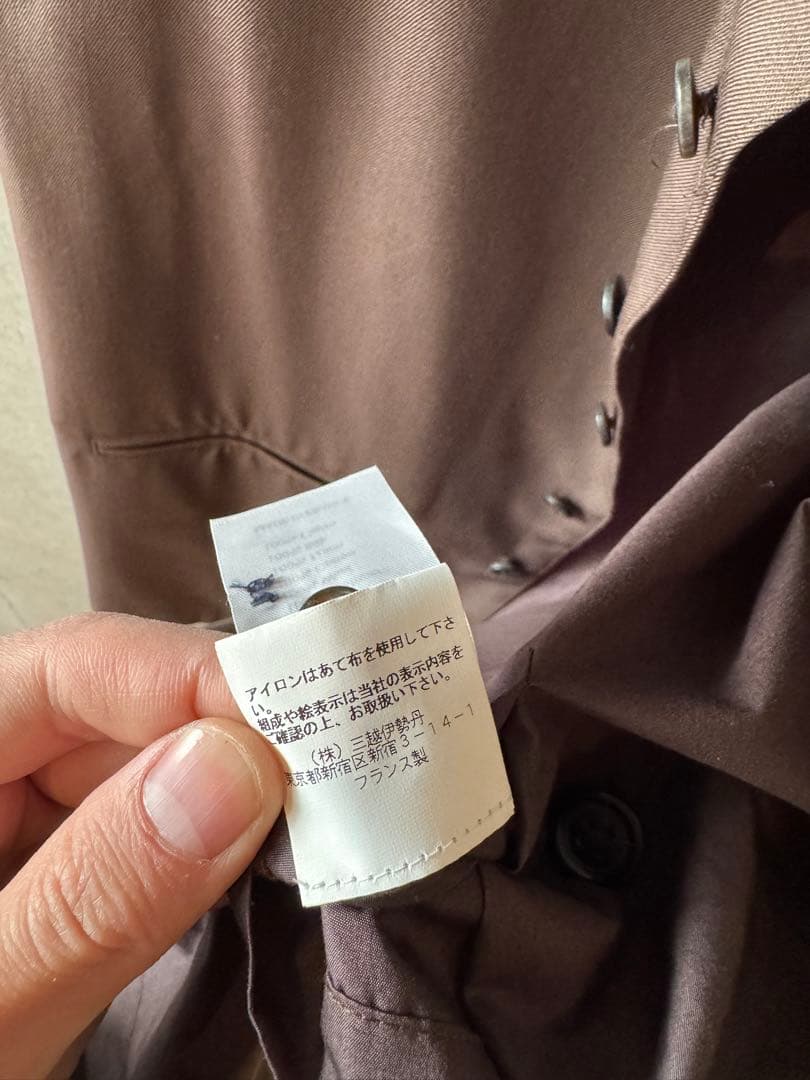 アイロンはあて布を使用して下さ
い。
組成や絵表示は当社の表示内容を
ご確認の上、お取扱い下さい。
(株) 三越伊勢丹
東京都新宿区新宿3-14-1
フランス製